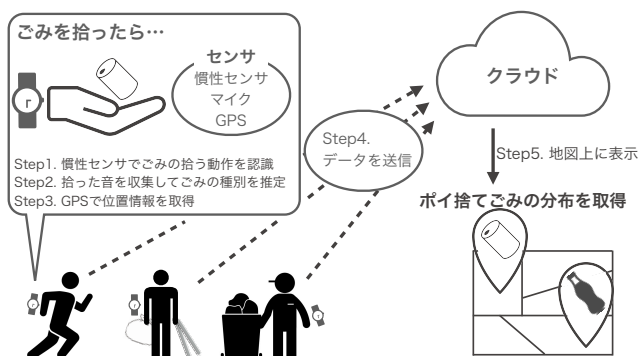 ごみを拾ったら…
センサ
慣性センサ
マイク
GPS
r
Step1. 慣性センサでごみの拾う動作を認識
Step2. 拾った音を収集してごみの種別を推定
Step3. GPSで位置情報を取得
Step4.
データを送信
クラウド
Step5. 地図上に表示
ポイ捨てごみの分布を取得